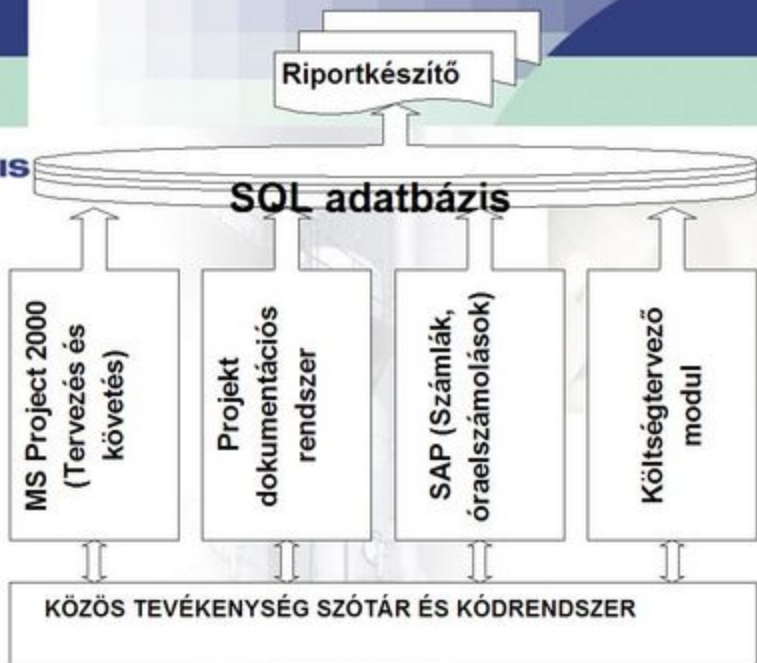 Riportkészítő
IS
SQL adatbázis
MS Project 2000
(Tervezés és
követés)
Projekt
dokumentációs
rendszer
SAP (Számlák,
óraelszámolások)
Költségtervező
modul
KÖZÖS TEVÉKENYSÉG SZÓTÁR ÉS KÓDRENDSZER